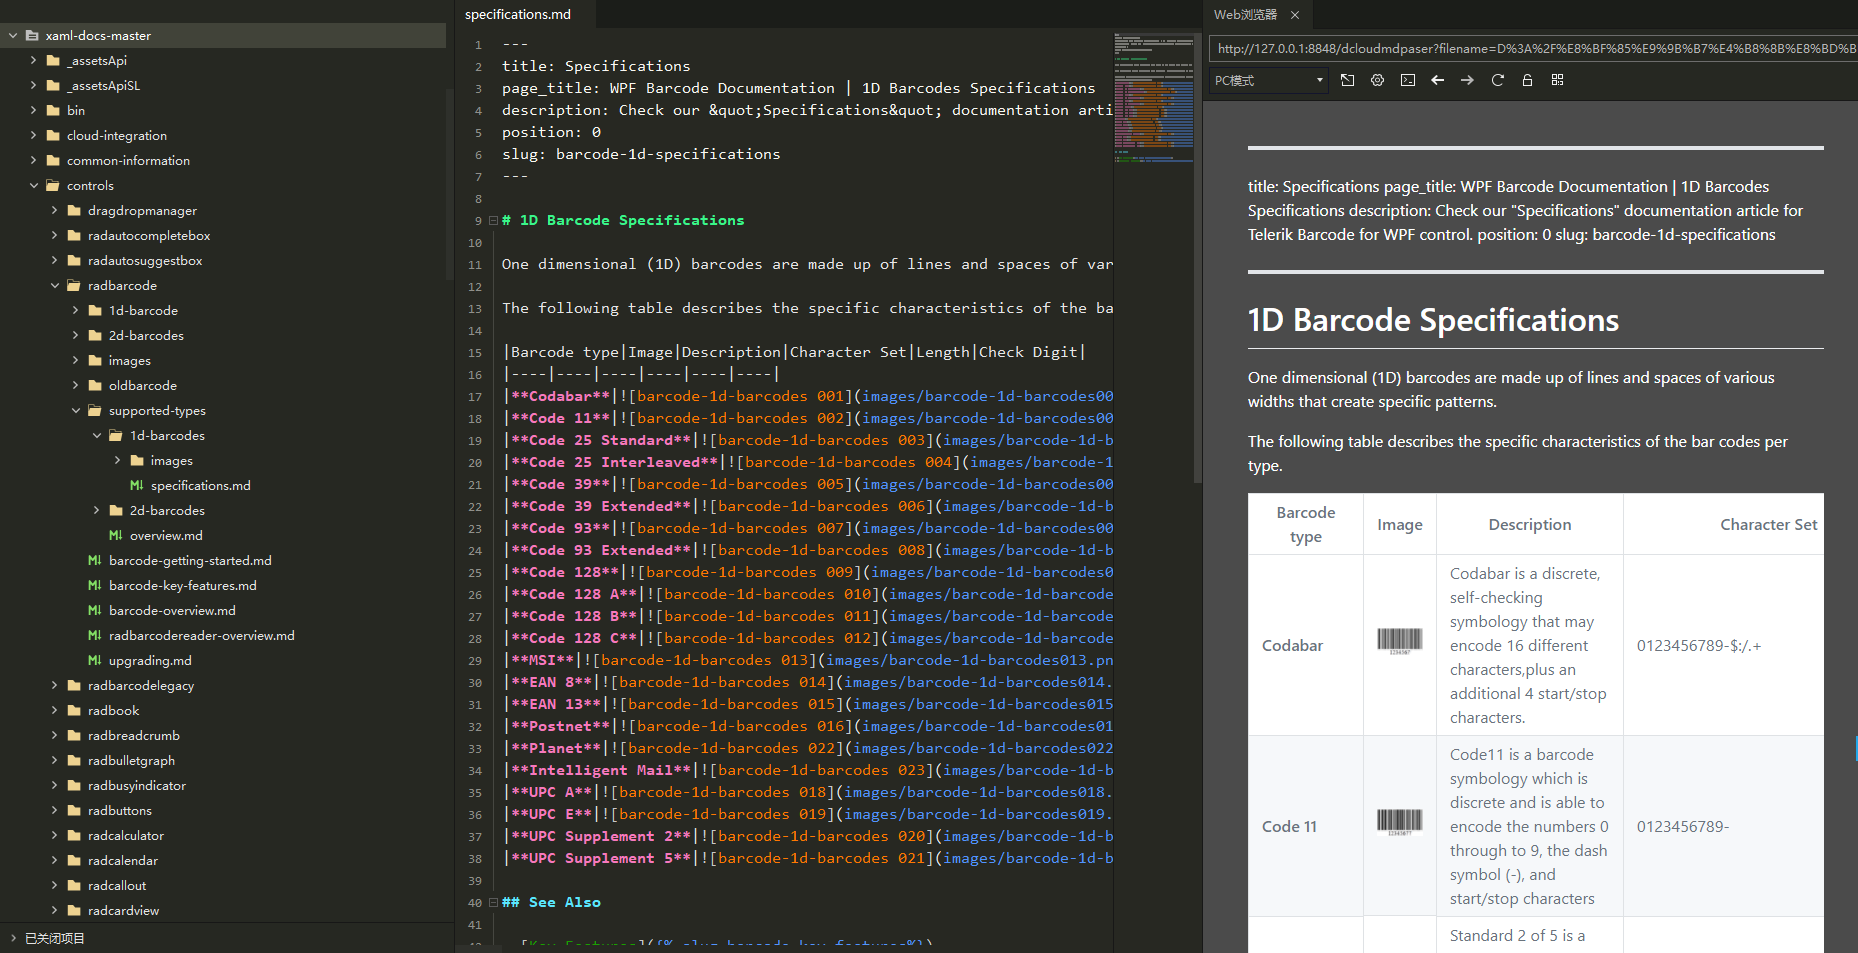 xaml-docs-master
_assetsApi
_assetsApiSL
bin
cloud-integration
common-information
controls
dragdropmanager
radautocompletebox
radautosuggestbox
radbarcode
1d-barcode
2d-barcodes
images
oldbarcode
supported-types
1d-barcodes
images
specifications.md
2d-barcodes
overview.md
barcode-getting-started.md
barcode-key-features.md
barcode-overview.md
radbarcodereader-overview.md
upgrading.md
radbarcodelegacy
radbook
radbreadcrumb
radbulletgraph
radbusyindicator
radbuttons
radcalculator
radcalendar
radcallout
radcardview
已关闭项目
specifications.md
1 ---
2 title: Specifications
3 page_title: WPF Barcode Documentation | 1D Barcodes Specifications
4 description: Check our &quot;Specifications&quot; documentation arti
5 position: 0
6 slug: barcode-1d-specifications
7 ---
8
9 # 1D Barcode Specifications
10
11 One dimensional (1D) barcodes are made up of lines and spaces of var
12
13 The following table describes the specific characteristics of the ba
14
15 |Barcode type|Image|Description|Character Set|Length|Check Digit|
16 |----|----|----|----|----|----|
17 |**Codabar**|![barcode-1d-barcodes 001](images/barcode-1d-barcodes00
18 |**Code 11**|![barcode-1d-barcodes 002](images/barcode-1d-barcodes00
19 |**Code 25 Standard**|![barcode-1d-barcodes 003](images/barcode-1d-b
20 |**Code 25 Interleaved**|![barcode-1d-barcodes 004](images/barcode-1
21 |**Code 39**|![barcode-1d-barcodes 005](images/barcode-1d-barcodes00
22 |**Code 39 Extended**|![barcode-1d-barcodes 006](images/barcode-1d-b
23 |**Code 93**|![barcode-1d-barcodes 007](images/barcode-1d-barcodes00
24 |**Code 93 Extended**|![barcode-1d-barcodes 008](images/barcode-1d-b
25 |**Code 128**|![barcode-1d-barcodes 009](images/barcode-1d-barcodes0
26 |**Code 128 A**|![barcode-1d-barcodes 010](images/barcode-1d-barcode
27 |**Code 128 B**|![barcode-1d-barcodes 011](images/barcode-1d-barcode
28 |**Code 128 C**|![barcode-1d-barcodes 012](images/barcode-1d-barcode
29 |**MSI**|![barcode-1d-barcodes 013](images/barcode-1d-barcodes013.pn
30 |**EAN 8**|![barcode-1d-barcodes 014](images/barcode-1d-barcodes014.
31 |**EAN 13**|![barcode-1d-barcodes 015](images/barcode-1d-barcodes015
32 |**Postnet**|![barcode-1d-barcodes 016](images/barcode-1d-barcodes01
33 |**Planet**|![barcode-1d-barcodes 022](images/barcode-1d-barcodes022
34 |**Intelligent Mail**|![barcode-1d-barcodes 023](images/barcode-1d-b
35 |**UPC A**|![barcode-1d-barcodes 018](images/barcode-1d-barcodes018.
36 |**UPC E**|![barcode-1d-barcodes 019](images/barcode-1d-barcodes019.
37 |**UPC Supplement 2**|![barcode-1d-barcodes 020](images/barcode-1d-b
38 |**UPC Supplement 5**|![barcode-1d-barcodes 021](images/barcode-1d-b
39
40 ## See Also
41
Web浏览器
http://127.0.0.1:8848/dcloudmdpaser?filename=D%3A%2F%E8%BF%85%E9%9B%B7%E4%B8%8B%E8%BD%B
PC模式
title: Specifications page_title: WPF Barcode Documentation | 1D Barcodes
Specifications description: Check our "Specifications" documentation article for
Telerik Barcode for WPF control. position: 0 slug: barcode-1d-specifications
1D Barcode Specifications
One dimensional (1D) barcodes are made up of lines and spaces of various
widths that create specific patterns.
The following table describes the specific characteristics of the bar codes per
type.
Barcode
type
Image
Description
Character Set
Codabar
Codabar is a discrete,
self-checking
symbology that may
encode 16 different
characters,plus an
additional 4 start/stop
characters.
0123456789-$:/.+
Code 11
Code11 is a barcode
symbology which is
discrete and is able to
encode the numbers 0
through to 9, the dash
symbol (-), and
start/stop characters
0123456789-
Standard 2 of 5 is a